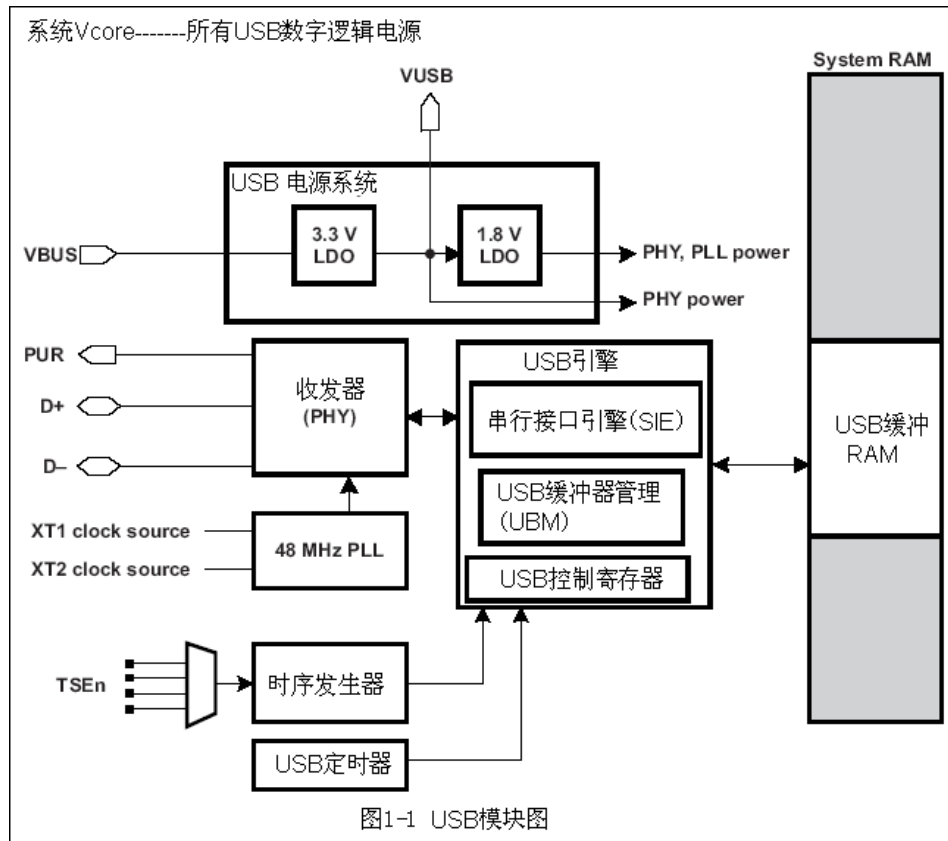 系统Vcore-------所有USB数字逻辑电源
System RAM
VUSB
USB 电源系统
3.3 V
LDO
1.8 V
LDO
VBUS
PHY, PLL power
PHY power
PUR
D+
D–
收发器
(PHY)
USB引擎
串行接口引擎(SIE)
USB缓冲器管理
(UBM)
USB控制寄存器
USB缓冲
RAM
XT1 clock source
XT2 clock source
48 MHz PLL
TSEn
时序发生器
USB定时器
图1-1 USB模块图